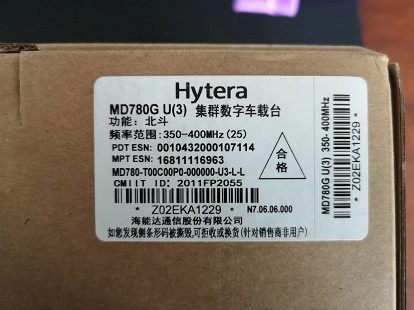 Hytera
MD780G U(3) 集群数字车载台
功能：北斗
频率范围：350-400MHz (25)
PDT ESN: 0010432000107114
MPT ESN: 16811116963
MD780-T00C00P0-000000-U3-L-L
CMIIT ID: 2011FP2055
合格
* Z02EKA1229 * N7.06.06.000
海能达通信股份有限公司
如发现侧条形码被撕毁,可拒收或换货(针对销售商非用户)
MD780G U(3) 350-400MHz
* Z02EKA1229 *